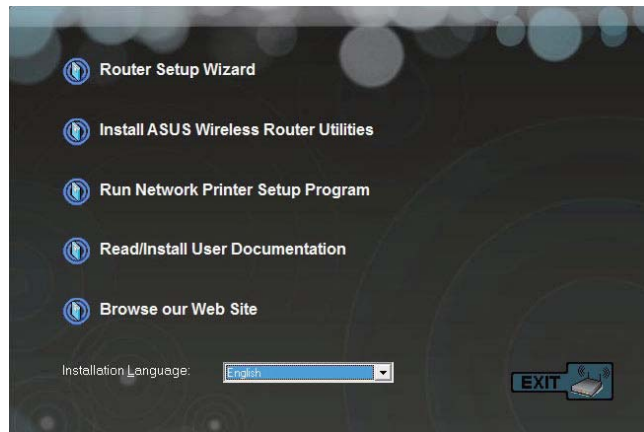 Router Setup Wizard
Install ASUS Wireless Router Utilities
Run Network Printer Setup Program
Read/Install User Documentation
Browse our Web Site
Installation Language: English
EXIT